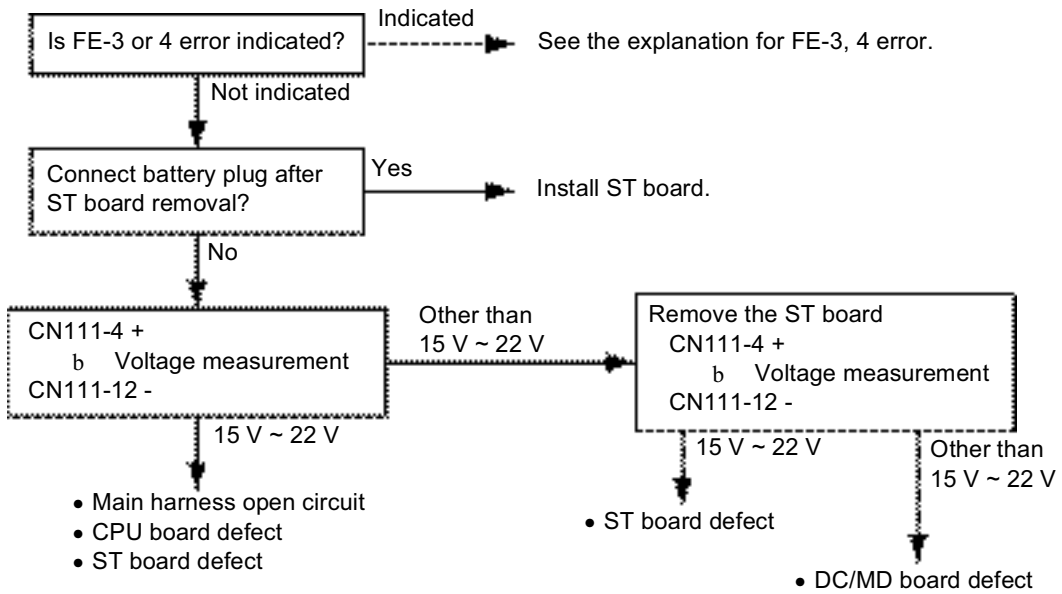 Is FE-3 or 4 error indicated?
Indicated
See the explanation for FE-3, 4 error.
Not indicated
Connect battery plug after
ST board removal?
Yes
Install ST board.
No
CN111-4 +
b Voltage measurement
CN111-12 -
Other than
15 V ~ 22 V
Remove the ST board
CN111-4 +
b Voltage measurement
CN111-12 -
15 V ~ 22 V
• Main harness open circuit
• CPU board defect
• ST board defect
15 V ~ 22 V
• ST board defect
Other than
15 V ~ 22 V
• DC/MD board defect